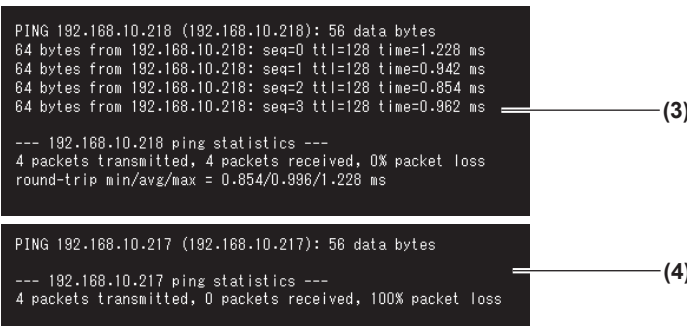 PING 192.168.10.218 (192.168.10.218): 56 data bytes
64 bytes from 192.168.10.218: seq=0 ttl=128 time=1.228 ms
64 bytes from 192.168.10.218: seq=1 ttl=128 time=0.942 ms
64 bytes from 192.168.10.218: seq=2 ttl=128 time=0.854 ms
64 bytes from 192.168.10.218: seq=3 ttl=128 time=0.962 ms
(3)
--- 192.168.10.218 ping statistics ---
4 packets transmitted, 4 packets received, 0% packet loss
round-trip min/avg/max = 0.854/0.996/1.228 ms
PING 192.168.10.217 (192.168.10.217): 56 data bytes
(4)
--- 192.168.10.217 ping statistics ---
4 packets transmitted, 0 packets received, 100% packet loss